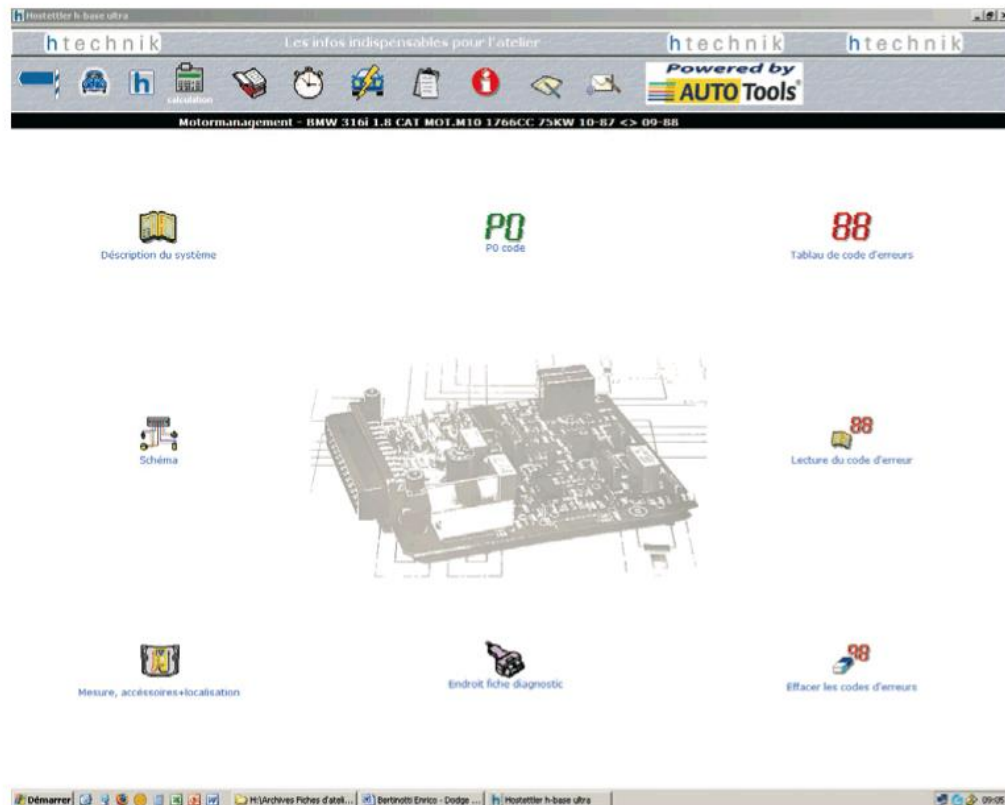 Hostettler h-base ultra
htechnik Les infos indispensables pour l'atelier htechnik htechnik
calculation
Powered by
AUTO Tools®
Motormanagement - BMW 316i 1.8 CAT MOT.M10 1766CC 75KW 10-87 <> 09-88
P0
88
Déscription du système
P0 code
Tablau de code d'erreurs
88
Schéma
Lecture du code d'erreur
98
Mesure, accéssoires+localisation
Endroit fiche diagnostic
Effacer les codes d'erreurs
Démarrer
H:\Archives Fiches d'ateli...
Bertinotti Enrico - Dodge ...
Hostettler h-base ultra